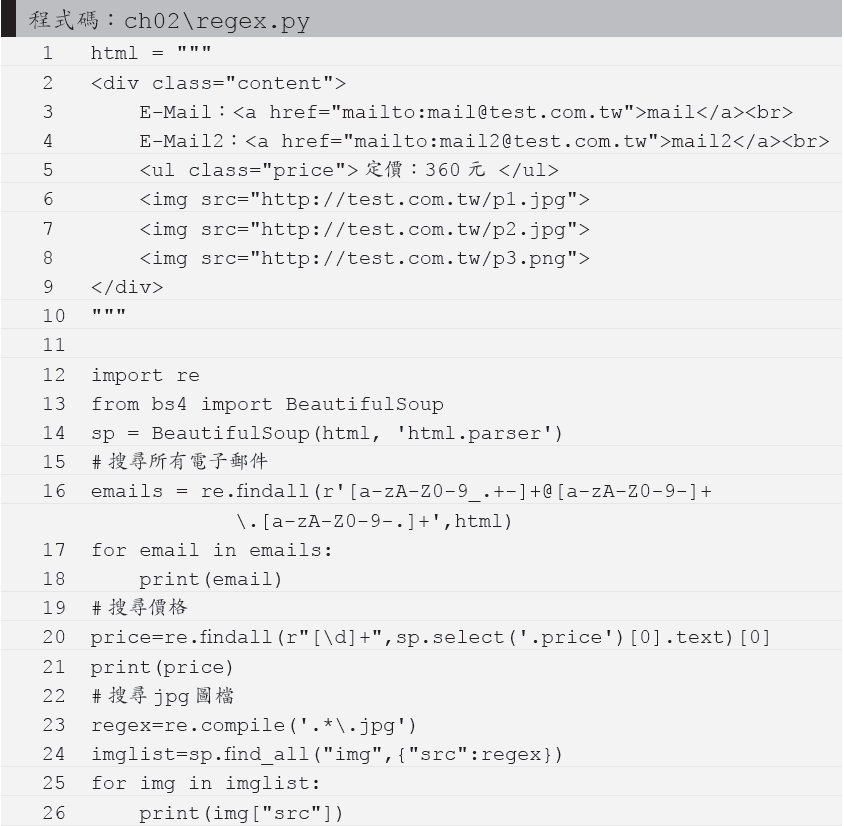 程式碼：ch02\regex.py
1 html = """
2 <div class="content">
3     E-Mail：<a href="mailto:mail@test.com.tw">mail</a><br>
4     E-Mail2：<a href="mailto:mail2@test.com.tw">mail2</a><br>
5     <ul class="price">定價：360元 </ul>
6     <img src="http://test.com.tw/p1.jpg">
7     <img src="http://test.com.tw/p2.jpg">
8     <img src="http://test.com.tw/p3.png">
9 </div>
10 """
11
12 import re
13 from bs4 import BeautifulSoup
14 sp = BeautifulSoup(html, 'html.parser')
15 #搜尋所有電子郵件
16 emails = re.findall(r'[a-zA-Z0-9_.+-]+@[a-zA-Z0-9-]+
            \.[a-zA-Z0-9-.]+',html)
17 for email in emails:
18     print(email)
19 #搜尋價格
20 price=re.findall(r"[\d]+",sp.select('.price')[0].text)[0]
21 print(price)
22 #搜尋 jpg 圖檔
23 regex=re.compile('.*\.jpg')
24 imglist=sp.find_all("img",{"src":regex})
25 for img in imglist:
26     print(img["src"])